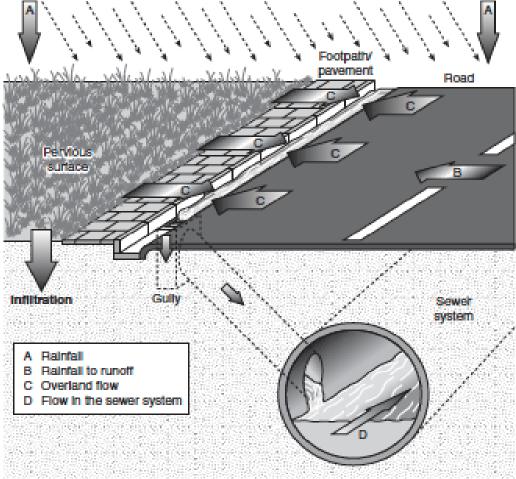 A
A
Footpath/
pavement
Road
C
C
C
C
B
Pervious
surface
C
C
Infiltration
Gully
Sewer
system
A Rainfall
B Rainfall to runoff
C Overland flow
D Flow in the sewer system
D